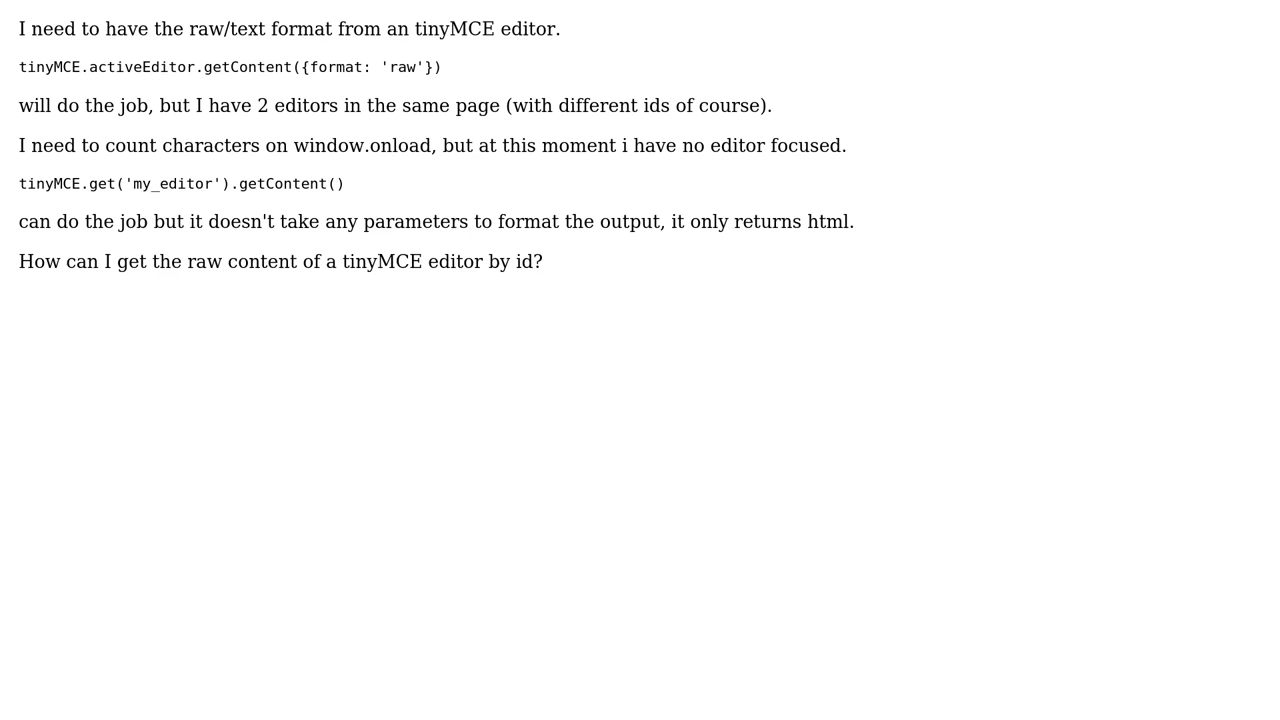 I need to have the raw/text format from an tinyMCE editor.
tinyMCE.activeEditor.getContent({format: 'raw'})
will do the job, but I have 2 editors in the same page (with different ids of course).
I need to count characters on window.onload, but at this moment i have no editor focused.
tinyMCE.get('my_editor').getContent()
can do the job but it doesn't take any parameters to format the output, it only returns html.
How can I get the raw content of a tinyMCE editor by id?